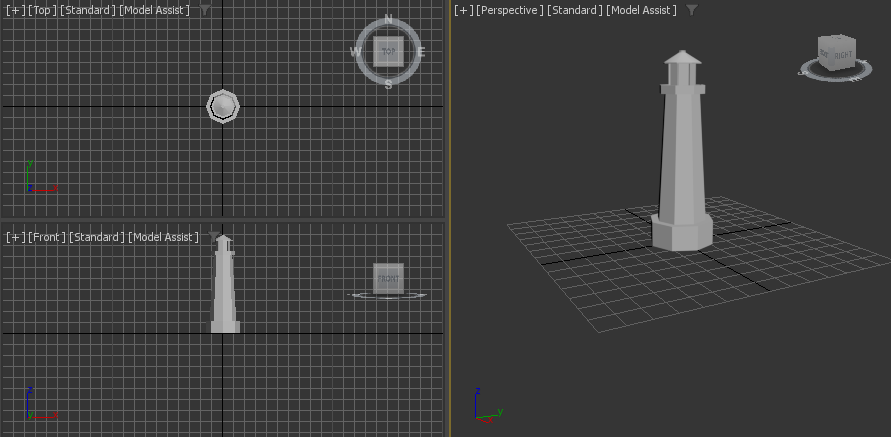 [+] [Top] [Standard] [Model Assist]
N
W
TOP
E
S
y
z
x
[+] [Front] [Standard] [Model Assist]
FRONT
z
y
x
[+] [Perspective] [Standard] [Model Assist]
RIGHT
z
y